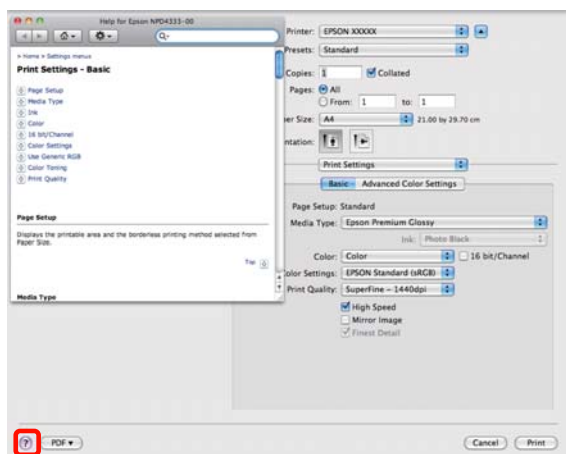 Help for Epson NPD4333-00
> Home > Settings menus
Print Settings - Basic
Page Setup
Media Type
Ink
Color
16 bit/Channel
Color Settings
Use Generic RGB
Color Toning
Print Quality
Page Setup
Displays the printable area and the borderless printing method selected from
Paper Size.
Top
Media Type
Printer: EPSON XXXXX
Presets: Standard
Copies: 1 Collated
Pages: All
From: 1 to: 1
er Size: A4 21.00 by 29.70 cm
ntation:
Print Settings
Basic Advanced Color Settings
Page Setup: Standard
Media Type: Epson Premium Glossy
Ink: Photo Black
Color: Color 16 bit/Channel
olor Settings: EPSON Standard (sRGB)
Print Quality: SuperFine - 1440dpi
High Speed
Mirror Image
Finest Detail
? PDF Cancel Print